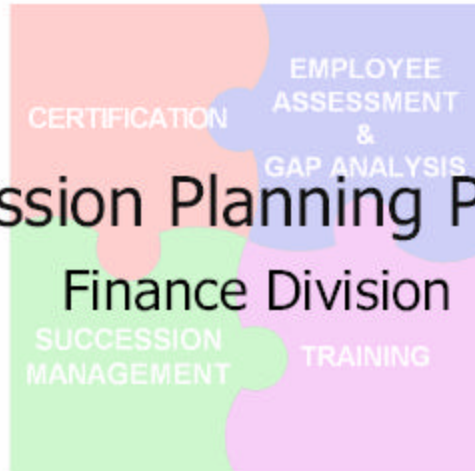 CERTIFICATION
EMPLOYEE
ASSESSMENT
&
GAP ANALYSIS
ssion Planning P
Finance Division
SUCCESSION
MANAGEMENT
TRAINING